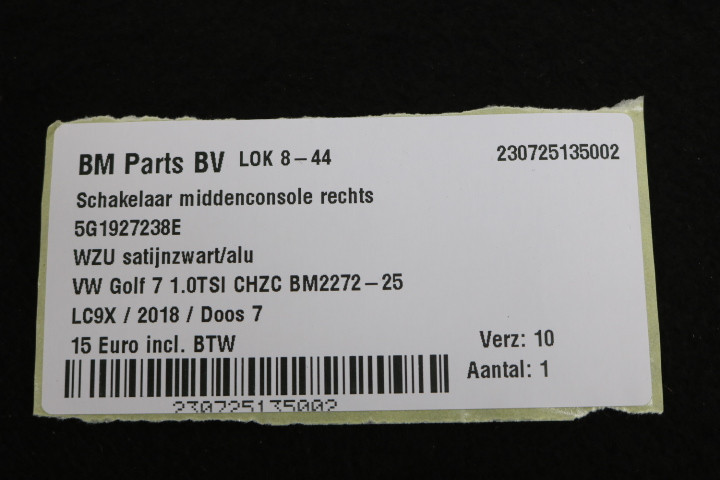 BM Parts BV LOK 8-44 230725135002
Schakelaar middenconsole rechts
5G1927238E
WZU satijnzwart/alu
VW Golf 7 1.0TSI CHZC BM2272-25
LC9X / 2018 / Doos 7
15 Euro incl. BTW Verz: 10
Aantal: 1
230725135002